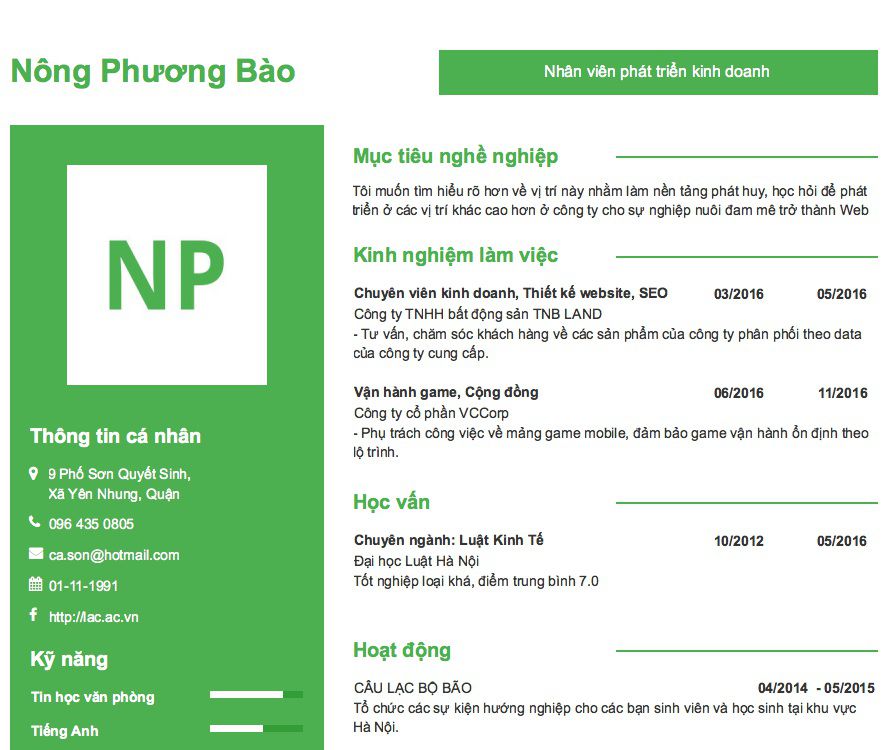 Nông Phương Bào
Nhân viên phát triển kinh doanh
NP
Thông tin cá nhân
9 Phố Sơn Quyết Sinh,
Xã Yên Nhung, Quận
096 435 0805
ca.son@hotmail.com
01-11-1991
http://lac.ac.vn
Kỹ năng
Tin học văn phòng
Tiếng Anh
Mục tiêu nghề nghiệp
Tôi muốn tìm hiểu rõ hơn về vị trí này nhằm làm nền tảng phát huy, học hỏi để phát
triển ở các vị trí khác cao hơn ở công ty cho sự nghiệp nuôi đam mê trở thành Web
Kinh nghiệm làm việc
Chuyên viên kinh doanh, Thiết kế website, SEO 03/2016 05/2016
Công ty TNHH bất động sản TNB LAND
- Tư vấn, chăm sóc khách hàng về các sản phẩm của công ty phân phối theo data
của công ty cung cấp.
Vận hành game, Cộng đồng 06/2016 11/2016
Công ty cổ phần VCCorp
- Phụ trách công việc về mảng game mobile, đảm bảo game vận hành ổn định theo
lộ trình.
Học vấn
Chuyên ngành: Luật Kinh Tế 10/2012 05/2016
Đại học Luật Hà Nội
Tốt nghiệp loại khá, điểm trung bình 7.0
Hoạt động
CÂU LẠC BỘ BÃO 04/2014 - 05/2015
Tổ chức các sự kiện hướng nghiệp cho các bạn sinh viên và học sinh tại khu vực
Hà Nội.